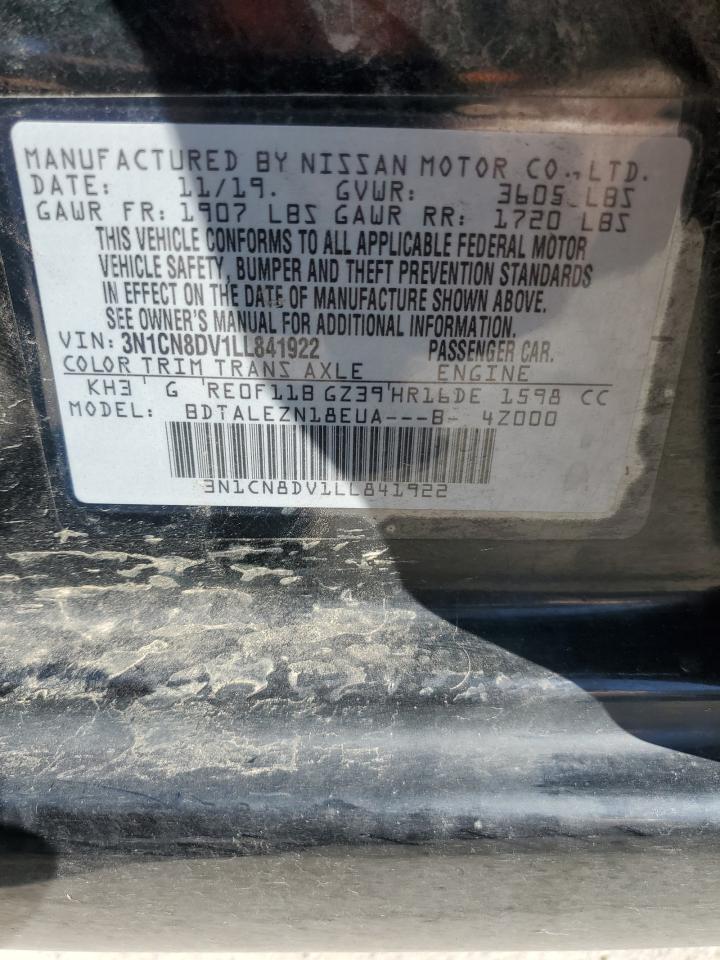 MANUFACTURED BY NISSAN MOTOR CO., LTD.
DATE: 11/19. GVWR: 3605 LBS
GAWR FR: 1907 LBS GAWR RR: 1720 LBS
THIS VEHICLE CONFORMS TO ALL APPLICABLE FEDERAL MOTOR
VEHICLE SAFETY, BUMPER AND THEFT PREVENTION STANDARDS
IN EFFECT ON THE DATE OF MANUFACTURE SHOWN ABOVE.
SEE OWNER'S MANUAL FOR ADDITIONAL INFORMATION.
VIN: 3N1CN8DV1LL841922 PASSENGER CAR.
COLOR TRIM TRANS AXLE ENGINE
KH3 G RE0F11B GZ39 HR16DE 1598 CC
MODEL: BDTALEZN18EUA---B- 4Z000
3N1CN8DV1LL841922